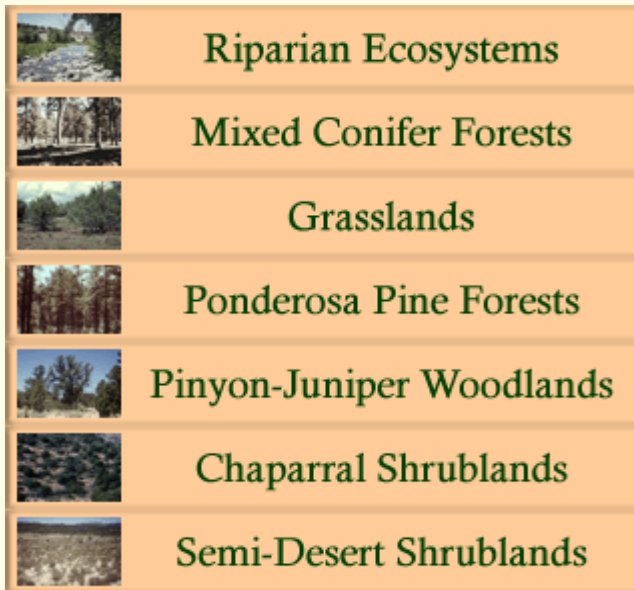 Riparian Ecosystems
Mixed Conifer Forests
Grasslands
Ponderosa Pine Forests
Pinyon-Juniper Woodlands
Chaparral Shrublands
Semi-Desert Shrublands